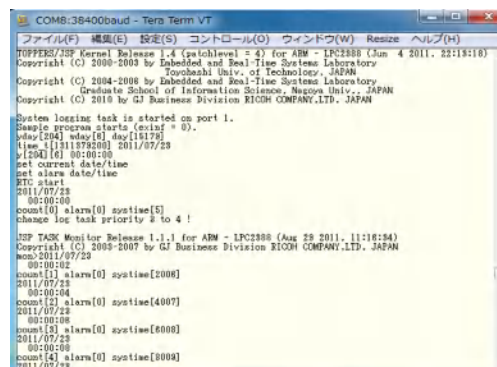 COM8:38400baud - Tera Term VT
ファイル(F) 編集(E) 設定(S) コントロール(O) ウィンドウ(W) Resize ヘルプ(H)
TOPPERS/JSP Kernel Release 1.4 (patchlevel = 4) for ARM - LPC2388 (Jun 4 2011, 22:13:18)
Copyright (C) 2000-2003 by Embedded and Real-Time Systems Laboratory
Toyohashi Univ. of Technology, JAPAN
Copyright (C) 2004-2006 by Embedded and Real-Time Systems Laboratory
Graduate School of Information Science, Nagoya Univ., JAPAN
Copyright (C) 2010 by GJ Business Division RICOH COMPANY,LTD. JAPAN
System logging task is started on port 1.
Sample program starts (exinf = 0).
yday[204] wday[6] day[15178]
time_t[1311379200] 2011/07/23
y[204][6] 00:00:00
set current date/time
set alarm date/time
RTC start
2011/07/23
00:00:00
count[0] alarm[0] systime[5]
change log task priority 3 to 4 !
JSP TASK Monitor Release 1.1.1 for ARM - LPC2388 (Aug 29 2011, 11:16:34)
Copyright (C) 2003-2007 by GJ Business Division RICOH COMPANY,LTD. JAPAN
mon>2011/07/23
00:00:02
count[1] alarm[0] systime[2006]
2011/07/23
00:00:04
count[2] alarm[0] systime[4007]
2011/07/23
00:00:06
count[3] alarm[0] systime[6008]
2011/07/23
00:00:08
count[4] alarm[0] systime[8009]
2011/07/23